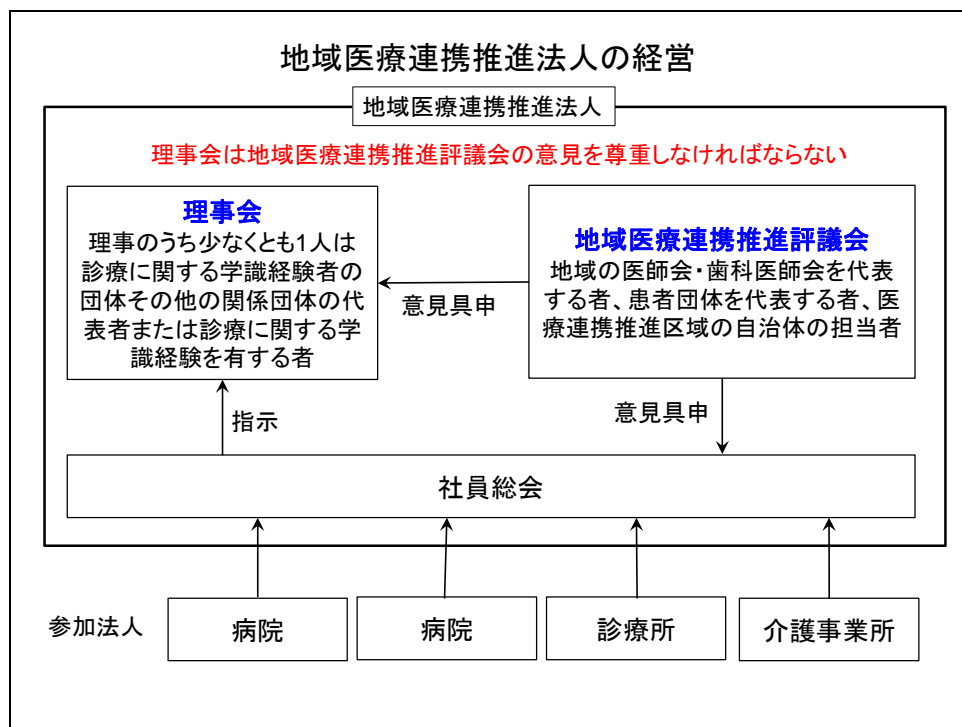 地域医療連携推進法人の経営
地域医療連携推進法人
理事会は地域医療連携推進評議会の意見を尊重しなければならない
理事会
理事のうち少なくとも1人は
診療に関する学識経験者の
団体その他の関係団体の代
表者または診療に関する学
識経験を有する者
意見具申
地域医療連携推進評議会
地域の医師会・歯科医師会を代表
する者、患者団体を代表する者、医
療連携推進区域の自治体の担当者
指示
意見具申
社員総会
参加法人
病院
病院
診療所
介護事業所